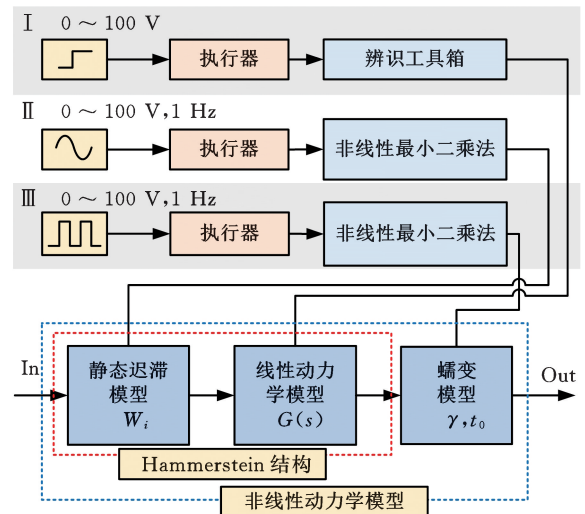 Ⅰ 0～100 V
执行器
辨识工具箱
Ⅱ 0～100 V,1 Hz
执行器
非线性最小二乘法
Ⅲ 0～100 V,1 Hz
执行器
非线性最小二乘法
In
静态迟滞
模型
Wi
线性动力
学模型
G(s)
蠕变
模型
γ,t0
Out
Hammerstein 结构
非线性动力学模型